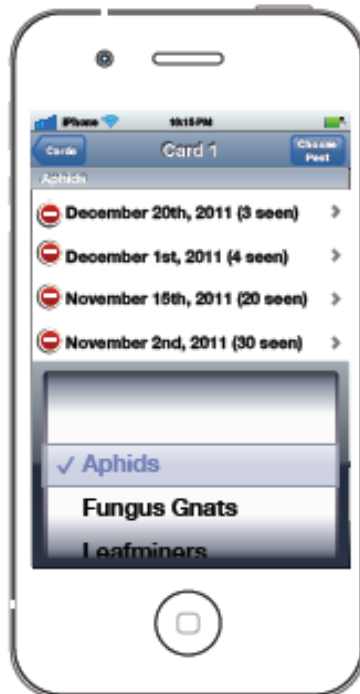 iPhone 10:15 PM
Cards Card 1 Choose Pest
Aphids
December 20th, 2011 (3 seen)
December 1st, 2011 (4 seen)
November 15th, 2011 (20 seen)
November 2nd, 2011 (30 seen)
✓ Aphids
Fungus Gnats
Leafminers